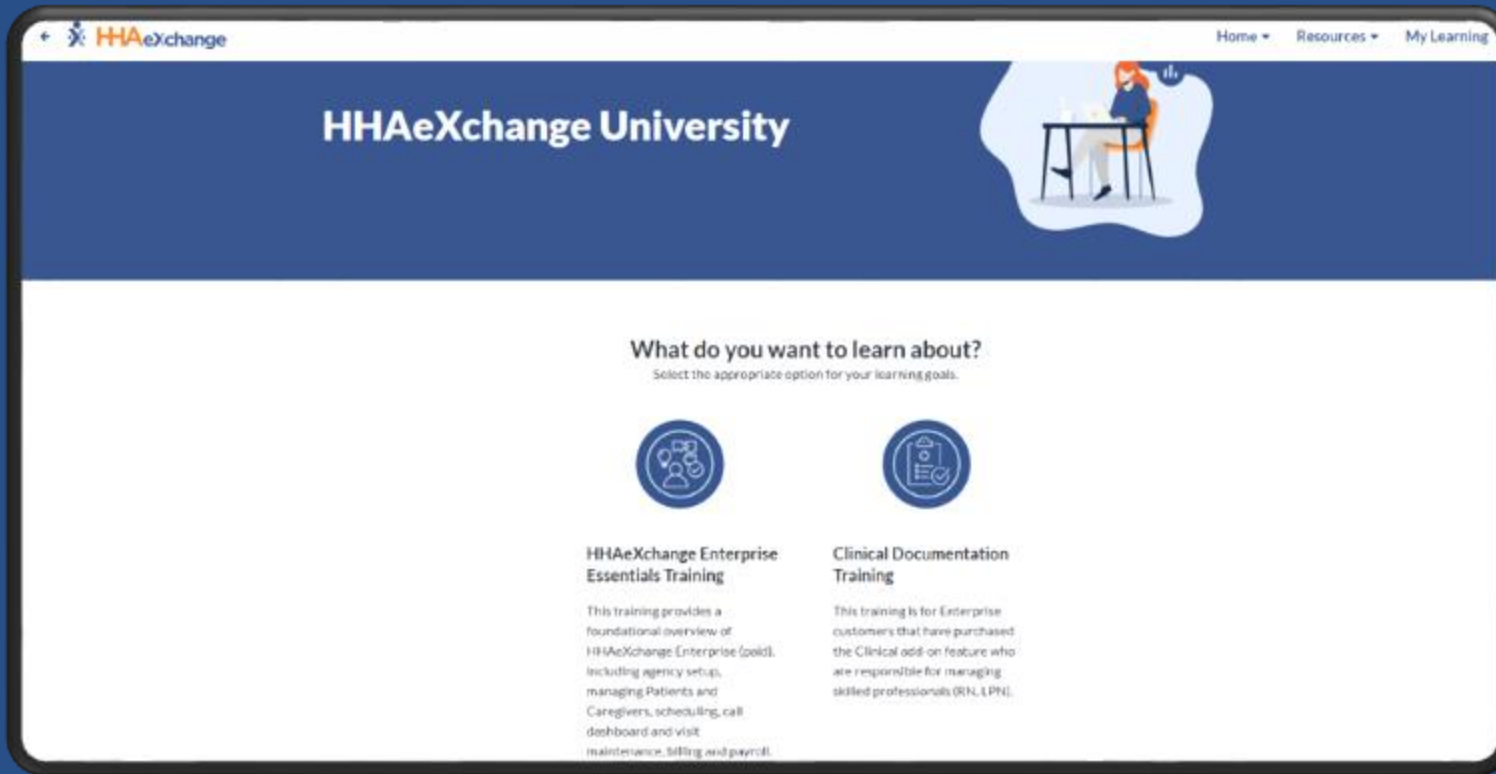 HHAeXchange
Home
Resources
My Learning
HHAeXchange University
What do you want to learn about?
Select the appropriate option for your learning goals.
HHAeXchange Enterprise
Essentials Training
This training provides a
foundational overview of
HHAeXchange Enterprise (paid).
Including agency setup,
managing Patients and
Caregivers, scheduling, call
dashboard and visit
maintenance, billing and payroll.
Clinical Documentation
Training
This training is for Enterprise
customers that have purchased
the Clinical add-on feature who
are responsible for managing
skilled professionals (RN, LPN).